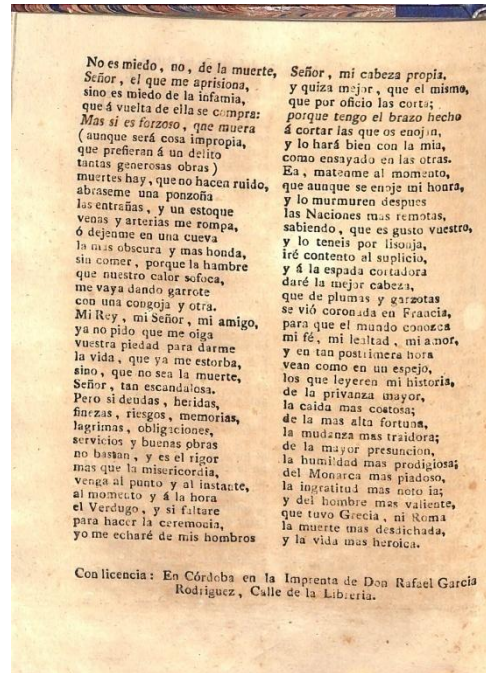 No es miedo, no, de la muerte,
Señor, el que me aprisiona,
sino es miedo de la infamia,
que á vuelta de ella se compra:
Mas si es forzoso, que muera
(aunque será cosa impropia,
que prefieran á un delito
tantas generosas obras)
muertes hay, que no hacen ruido,
abraseme una ponzoña
las entrañas, y un estoque
venas y arterias me rompa,
ó dejenme en una cueva
la mas obscura y mas honda,
sin comer, porque la hambre
que nuestro calor sofoca,
me vaya dando garrote
con una congoja y otra.
Mi Rey, mi Señor, mi amigo,
ya no pido que me oiga
vuestra piedad para darme
la vida, que ya me estorba,
sino, que no sea la muerte,
Señor, tan escandalosa.
Pero si deudas, heridas,
finezas, riesgos, memorias,
lagrimas, obligaciones,
servicios y buenas obras
no bastan, y es el rigor
mas que la misericordia,
venga al punto y al instante,
al momento y á la hora
el Verdugo, y si faltare
para hacer la ceremonia,
yo me echaré de mis hombros
Señor, mi cabeza propia,
y quiza mejor, que el mismo,
que por oficio las corta;
porque tengo el brazo hecho
á cortar las que os enojan,
y lo hará bien con la mia,
como ensayado en las otras.
Ea, matenme al momento,
que aunque se enoje mi honra,
y lo murmuren despues
las Naciones mas remotas,
sabiendo, que es gusto vuestro,
y lo teneis por lisonja,
iré contento al suplicio,
y á la espada cortadora
daré la mejor cabeza,
que de plumas y garzotas
se vió coronada en Francia,
para que el mundo conozca
mi fé, mi lealtad, mi amor,
y en tan postrimera hora
vean como en un espejo,
los que leyeren mi historia,
de la privanza mayor,
la caida mas costosa;
de la mas alta fortuna,
la mudanza mas traidora;
de la mayor presuncion,
la humildad mas prodigiosa;
del Monarca mas piadoso,
la ingratitud mas notoria;
y del hombre mas valiente,
que tuvo Grecia, ni Roma
la muerte mas desdichada,
y la vida mas heroica.
Con licencia: En Córdoba en la Imprenta de Don Rafael Garcia
Rodriguez, Calle de la Libreria.